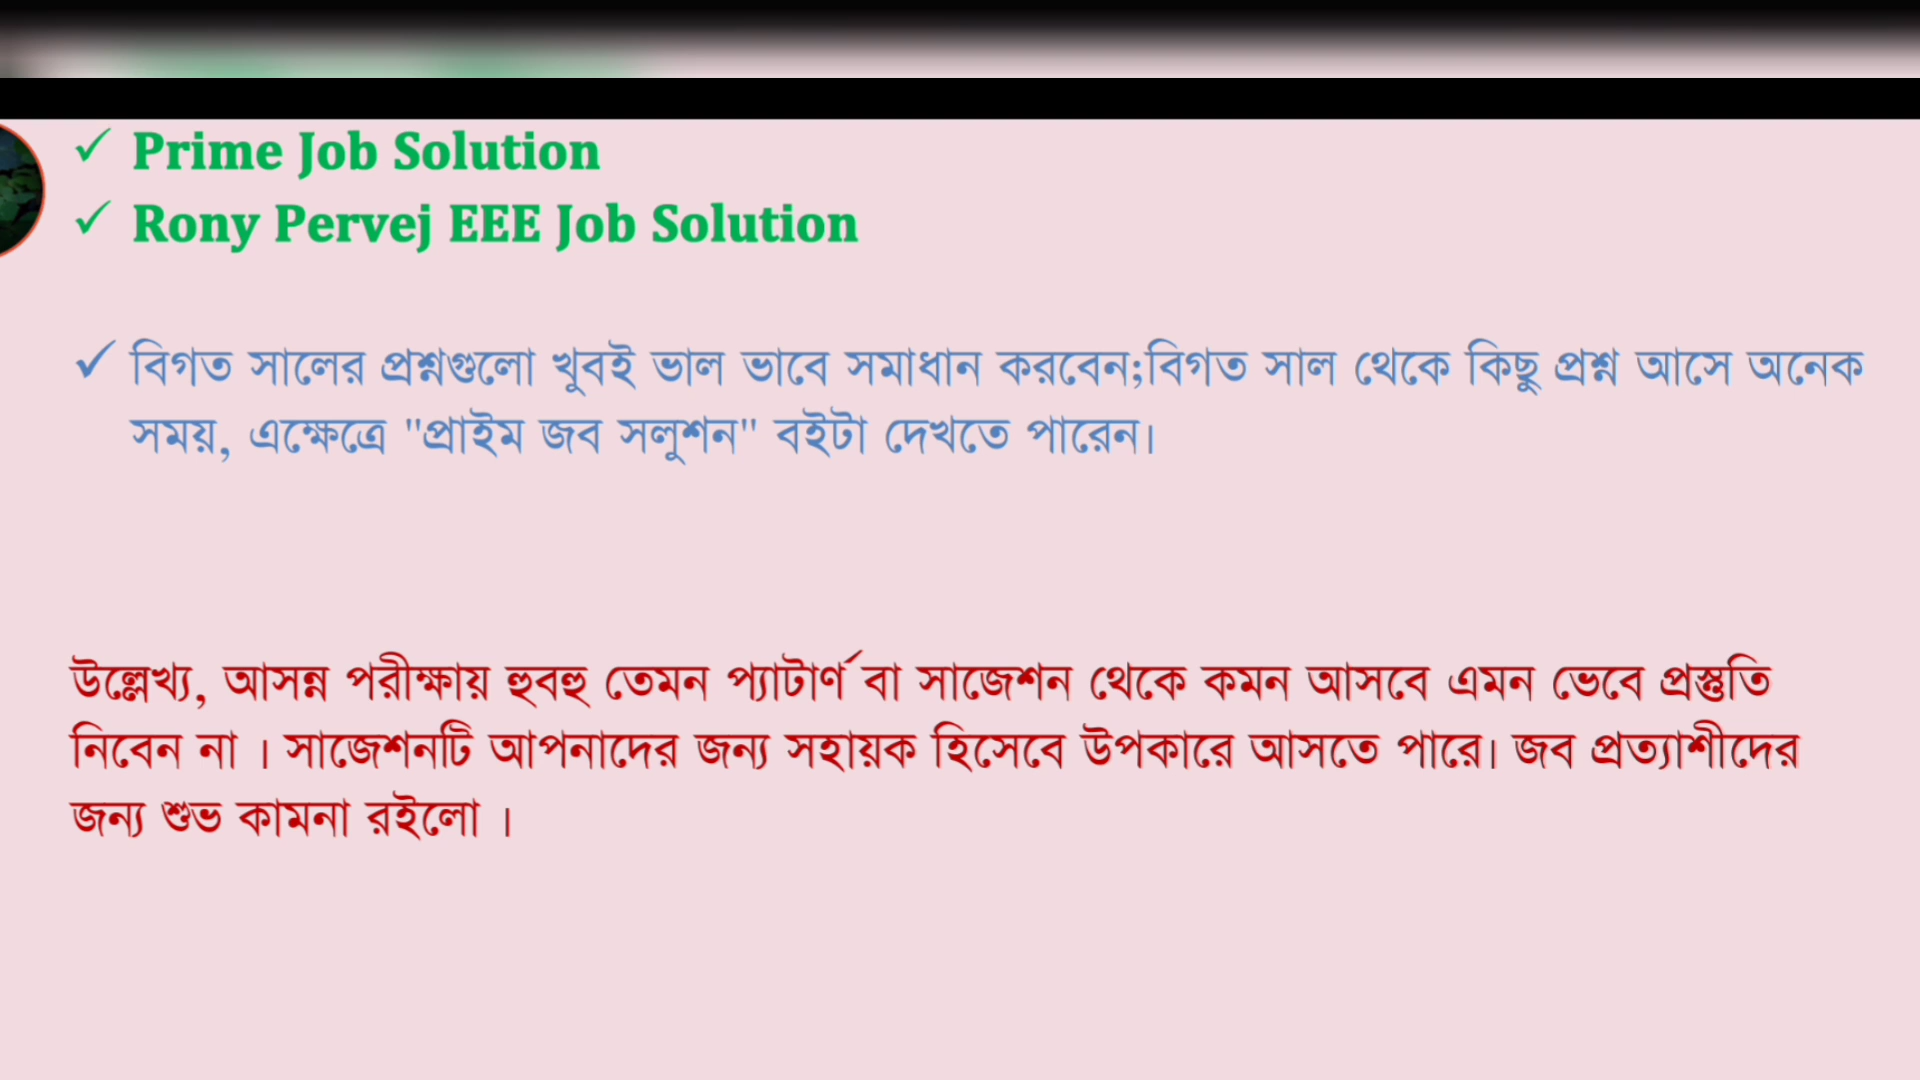 ✓ Prime Job Solution
✓ Rony Pervej EEE Job Solution
✓ বিগত সালের প্রশ্নগুলো খুবই ভাল ভাবে সমাধান করবেন;বিগত সাল থেকে কিছু প্রশ্ন আসে অনেক
সময়, এক্ষেত্রে "প্রাইম জব সলুশন" বইটা দেখতে পারেন।
উল্লেখ্য, আসন্ন পরীক্ষায় হুবহু তেমন প্যাটার্ণ বা সাজেশন থেকে কমন আসবে এমন ভেবে প্রস্তুতি
নিবেন না । সাজেশনটি আপনাদের জন্য সহায়ক হিসেবে উপকারে আসতে পারে। জব প্রত্যাশীদের
জন্য শুভ কামনা রইলো ।